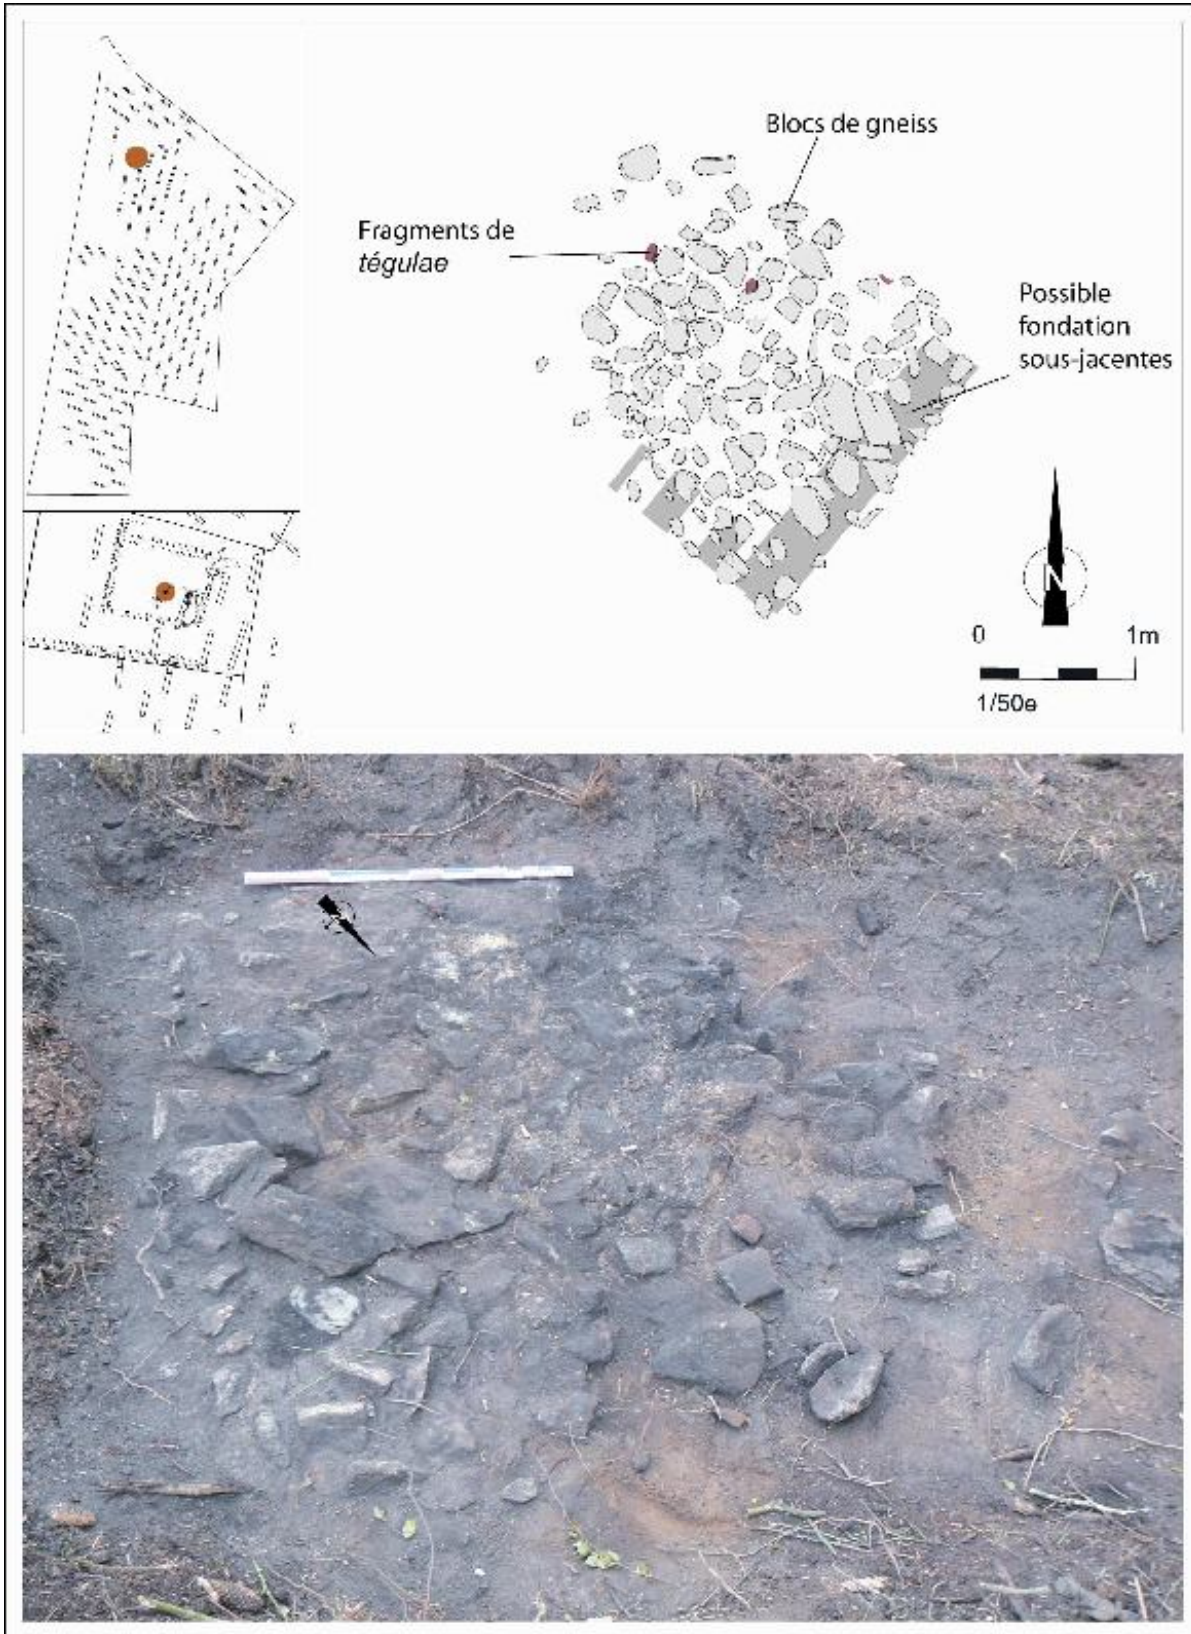 Blocs de gneiss
Fragments de
tégulae
Possible
fondation
sous-jacentes
N
0 1m
1/50e